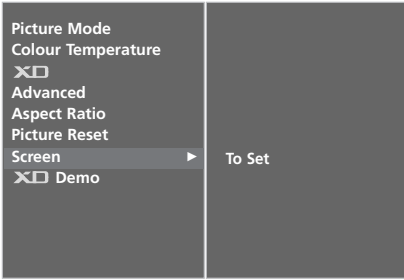 Picture Mode
Colour Temperature
XD
Advanced
Aspect Ratio
Picture Reset
Screen ►
To Set
XD Demo